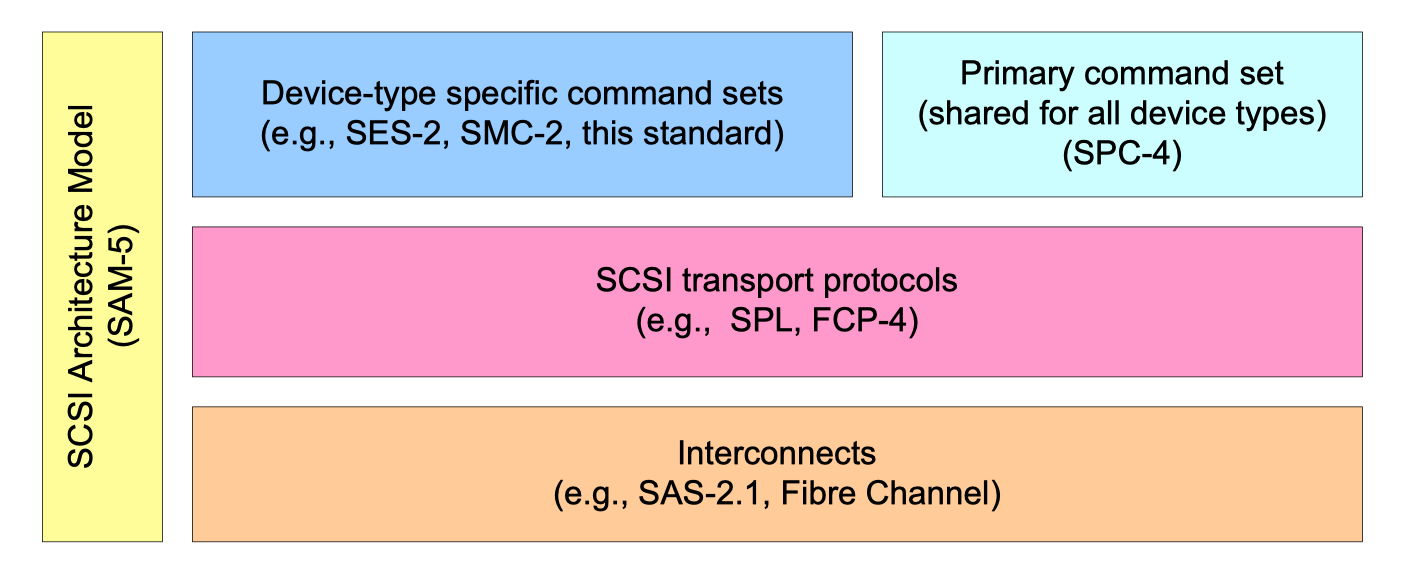 SCSI Architecture Model
(SAM-5)
Device-type specific command sets
(e.g., SES-2, SMC-2, this standard)
Primary command set
(shared for all device types)
(SPC-4)
SCSI transport protocols
(e.g.,  SPL, FCP-4)
Interconnects
(e.g., SAS-2.1, Fibre Channel)